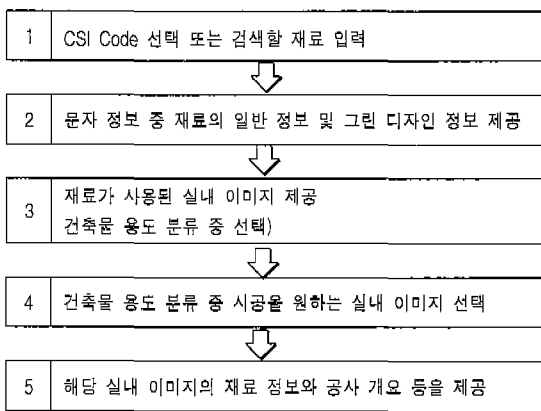 1 CSI Code 선택 또는 검색할 재료 입력
2 문자 정보 중 재료의 일반 정보 및 그린 디자인 정보 제공
3 재료가 사용된 실내 이미지 제공
건축물 용도 분류 중 선택)
4 건축물 용도 분류 중 시공을 원하는 실내 이미지 선택
5 해당 실내 이미지의 재료 정보와 공사 개요 등을 제공